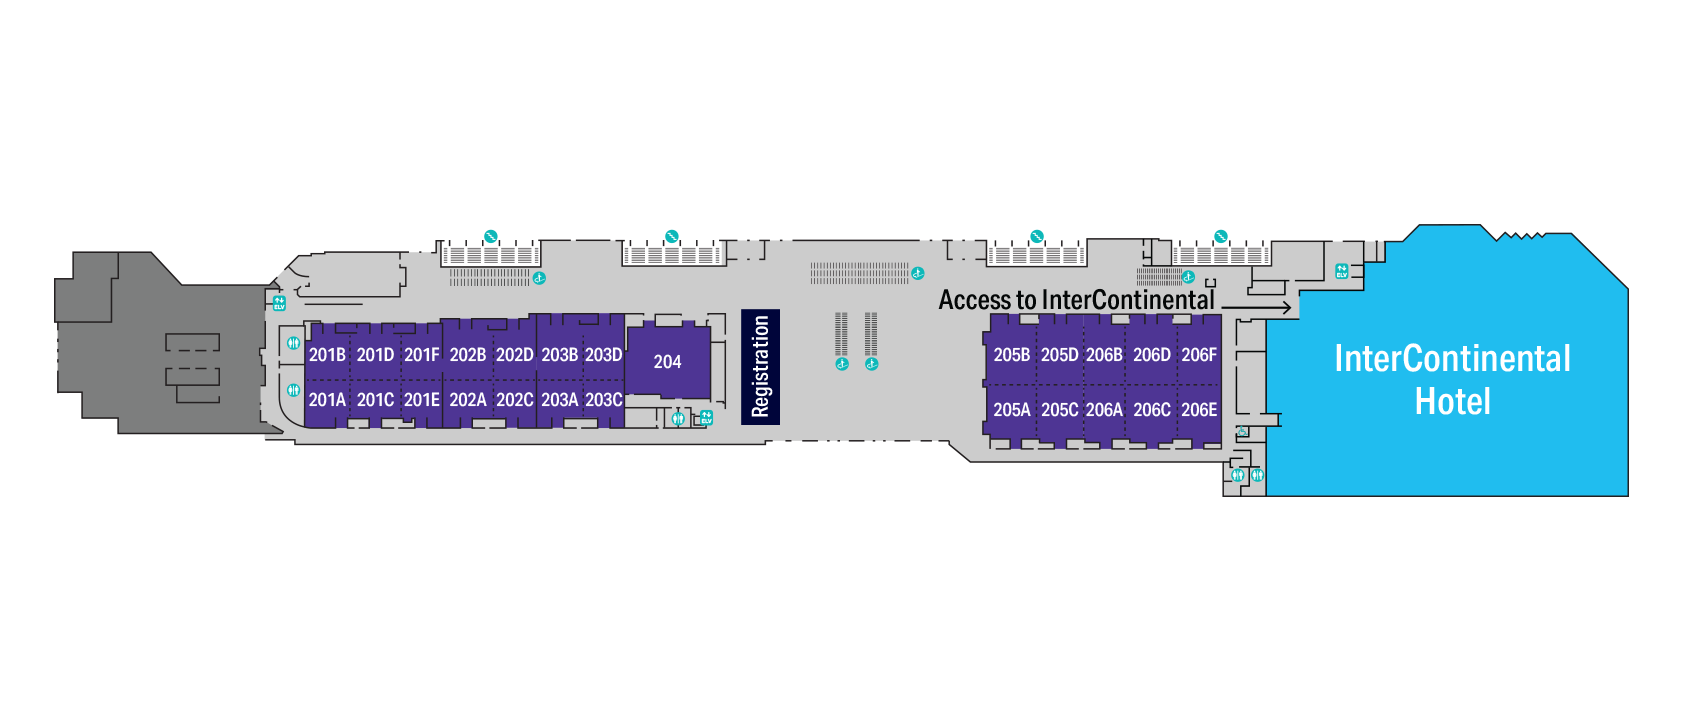 Access to InterContinental
201B 201D 201F 202B 202D 203B 203D
204
201A 201C 201E 202A 202C 203A 203C
Registration
205B 205D 206B 206D 206F
205A 205C 206A 206C 206E
InterContinental
Hotel
ELV
ELV
ELV